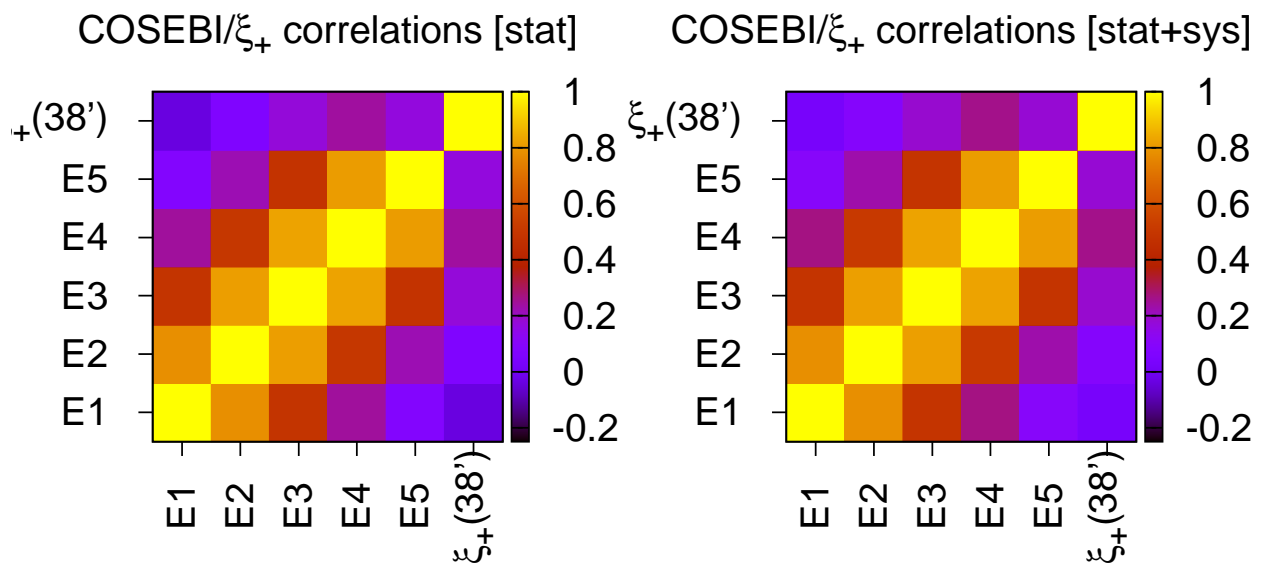 COSEBI/ξ₊ correlations [stat]
₊(38')
E5
E4
E3
E2
E1
E1
E2
E3
E4
E5
ξ₊(38')
1
0.8
0.6
0.4
0.2
0
-0.2
COSEBI/ξ₊ correlations [stat+sys]
ξ₊(38')
E5
E4
E3
E2
E1
E1
E2
E3
E4
E5
ξ₊(38')
1
0.8
0.6
0.4
0.2
0
-0.2